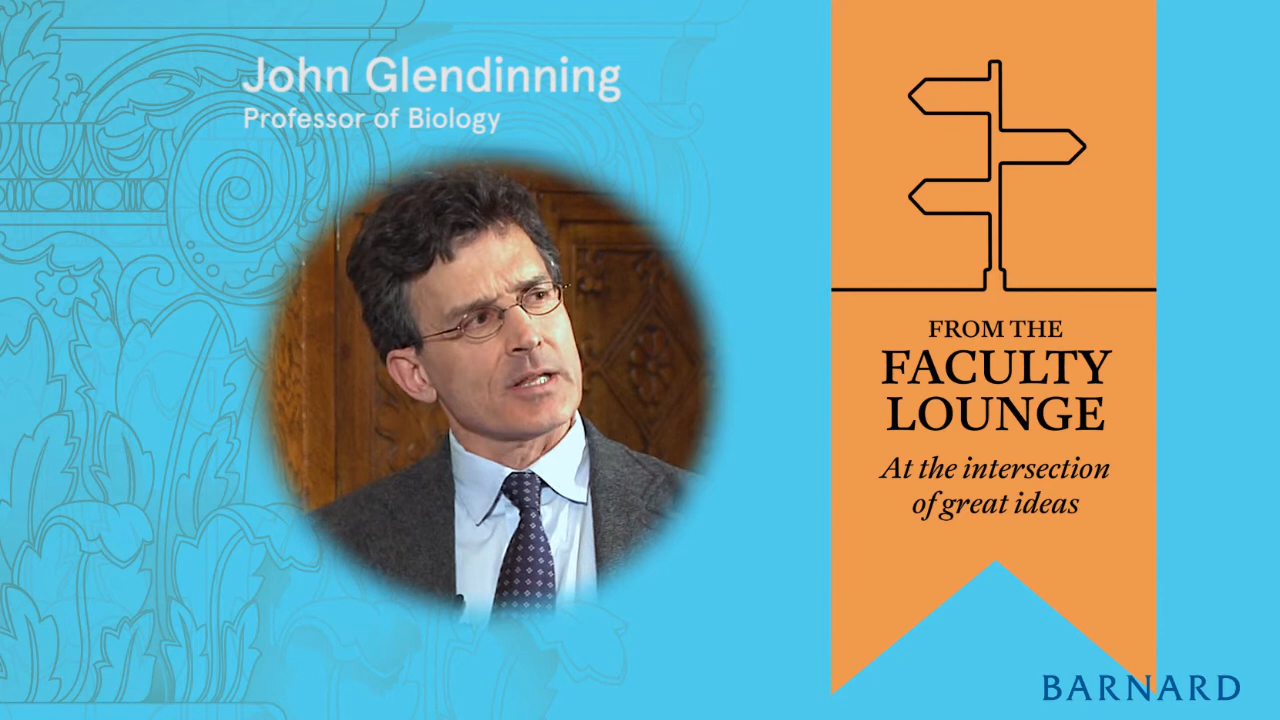 John Glendinning
Professor of Biology
FROM THE
FACULTY
LOUNGE
At the intersection
of great ideas
BARNARD